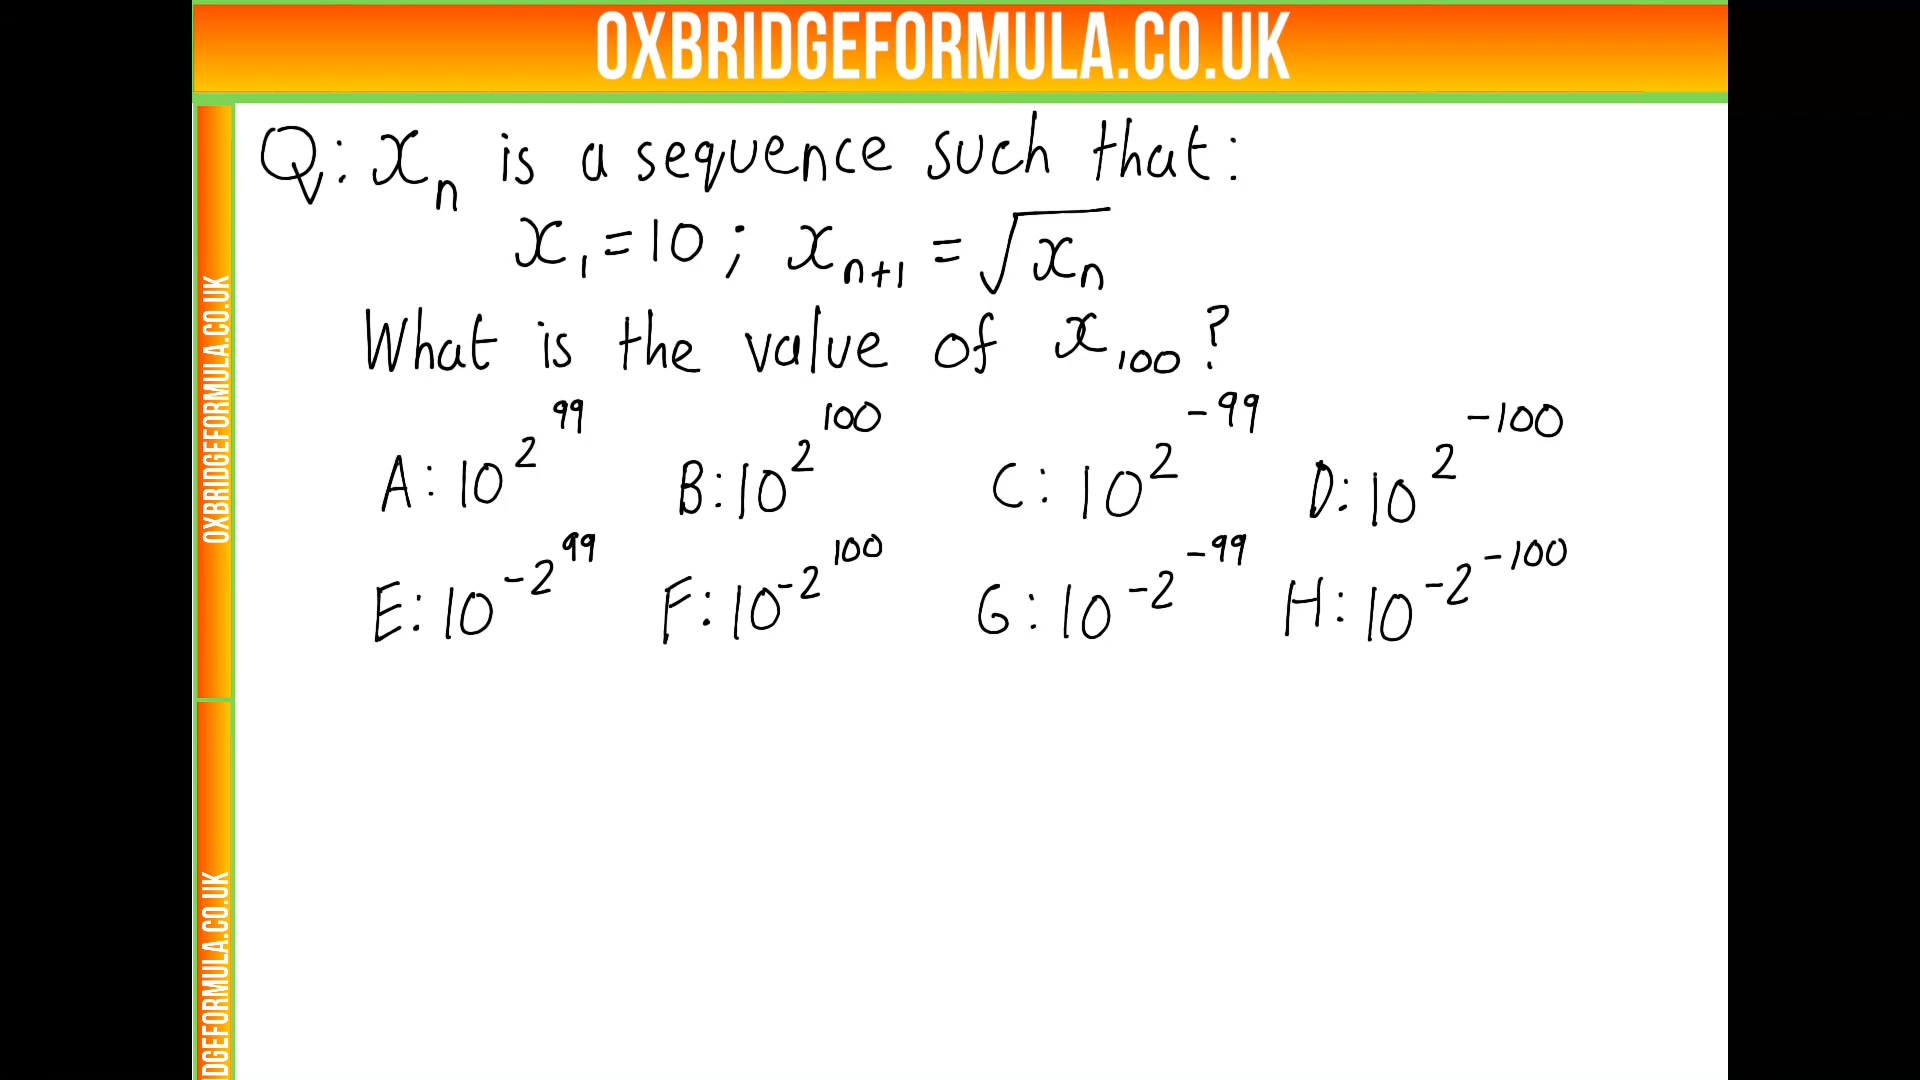 OXBRIDGEFORMULA.CO.UK
OXBRIDGEFORMULA.CO.UK
DGEFORMULA.CO.UK
Q: xₙ is a sequence such that:
x₁ = 10 ; xₙ₊₁ = √xₙ
What is the value of x₁₀₀?
A: 10^2^99 B: 10^2^100 C: 10^2^-99 D: 10^2^-100
E: 10^-2^99 F: 10^-2^100 G: 10^-2^-99 H: 10^-2^-100